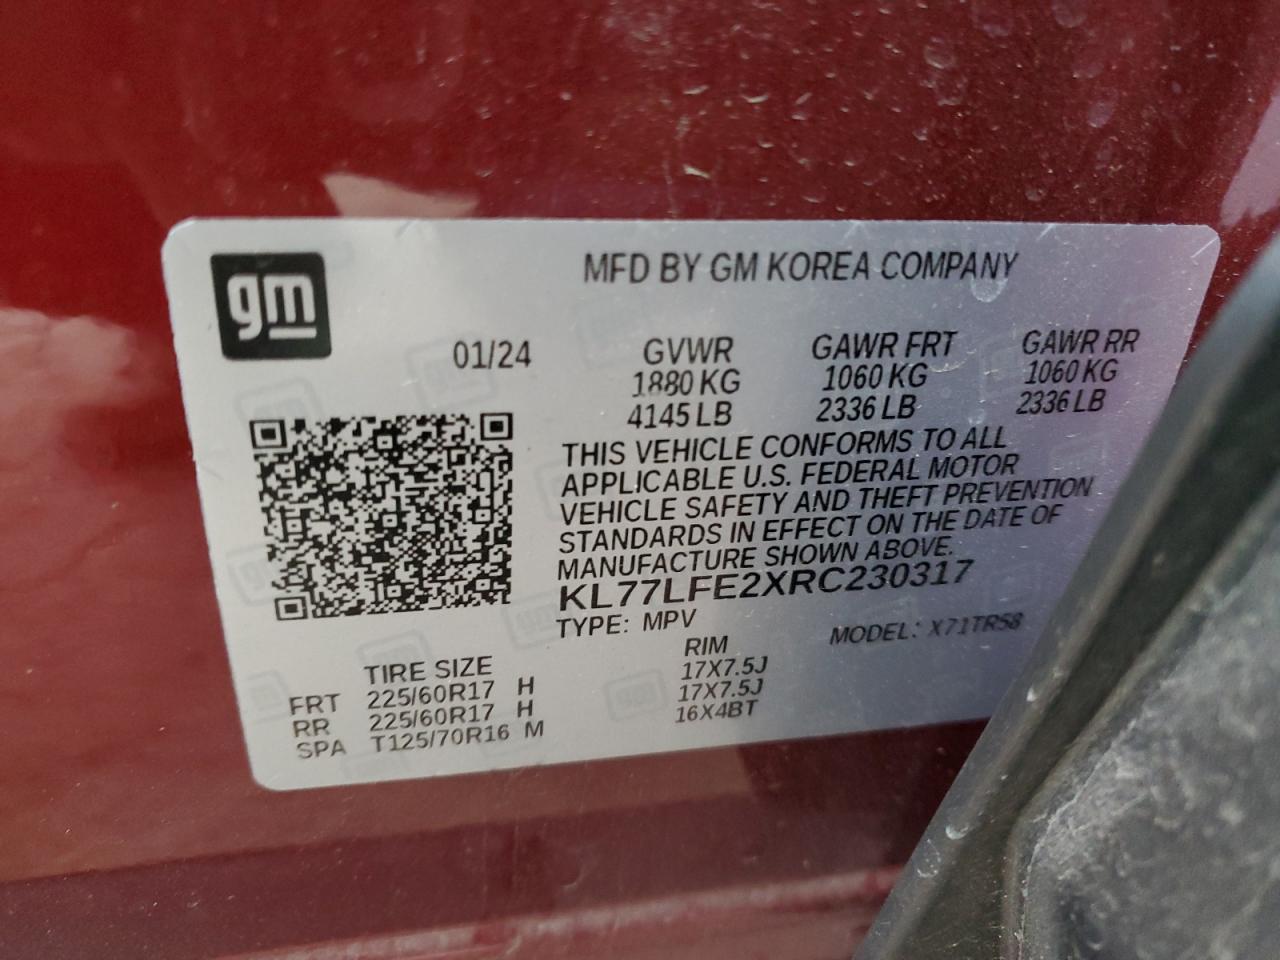 gm
MFD BY GM KOREA COMPANY
01/24 GVWR GAWR FRT GAWR RR
1880 KG 1060 KG 1060 KG
4145 LB 2336 LB 2336 LB
THIS VEHICLE CONFORMS TO ALL
APPLICABLE U.S. FEDERAL MOTOR
VEHICLE SAFETY AND THEFT PREVENTION
STANDARDS IN EFFECT ON THE DATE OF
MANUFACTURE SHOWN ABOVE.
KL77LFE2XRC230317
TYPE: MPV MODEL: X71TR58
TIRE SIZE RIM
FRT 225/60R17 H 17X7.5J
RR 225/60R17 H 17X7.5J
SPA T125/70R16 M 16X4BT